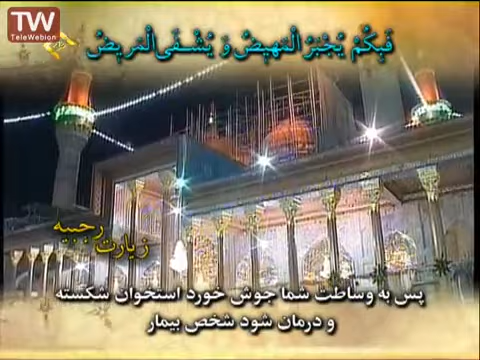 TW
TeleWebion
فَبِكُمْ يُجْبَرُ الْمَهيضُ وَ يُشْـفَى الْمَريضُ
زیارت رجبیه
پس به وساطت شما جوش خورد استخوان شکسته
و درمان شود شخص بیمار